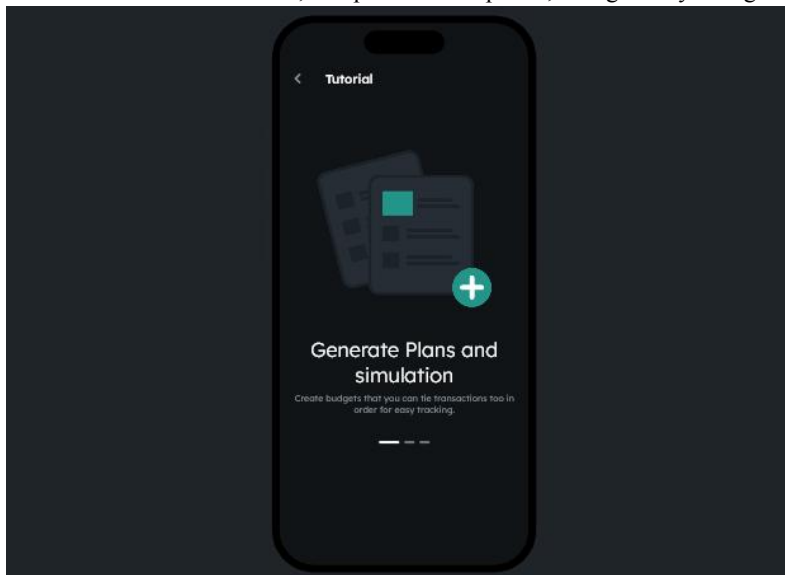 Tutorial
Generate Plans and
simulation
Create budgets that you can tie transactions too in
order for easy tracking.